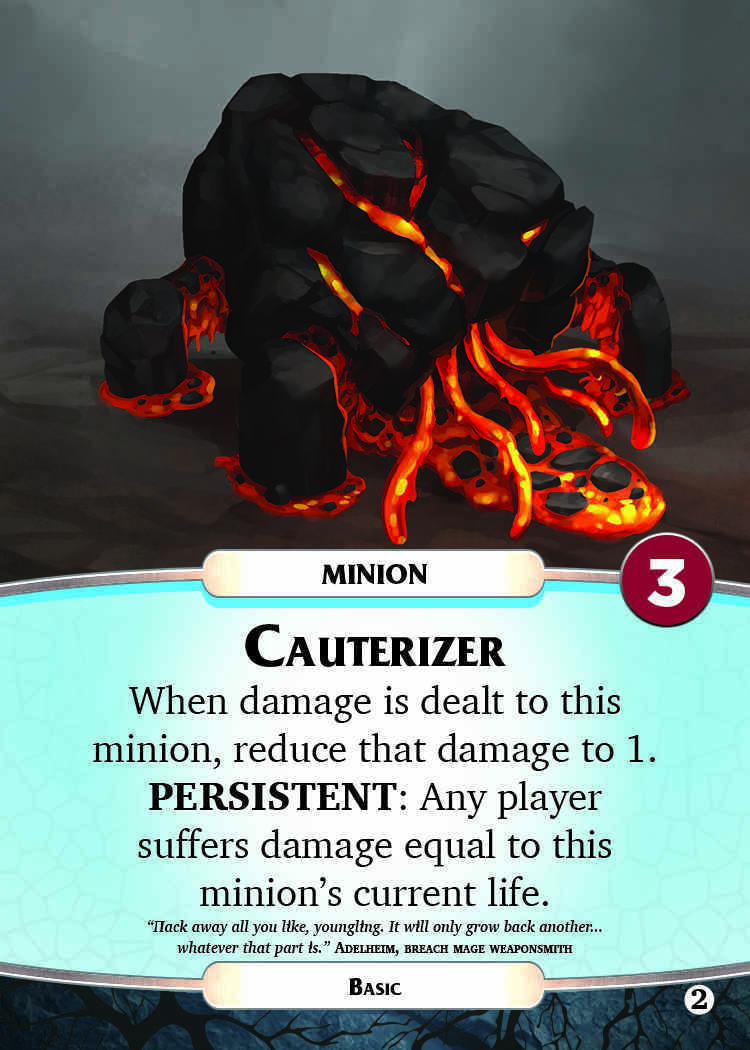 MINION
3
Cauterizer
When damage is dealt to this
minion, reduce that damage to 1.
PERSISTENT: Any player
suffers damage equal to this
minion’s current life.
“Hack away all you like, youngling. It will only grow back another...
whatever that part is.” Adelheim, breach mage weaponsmith
Basic
2